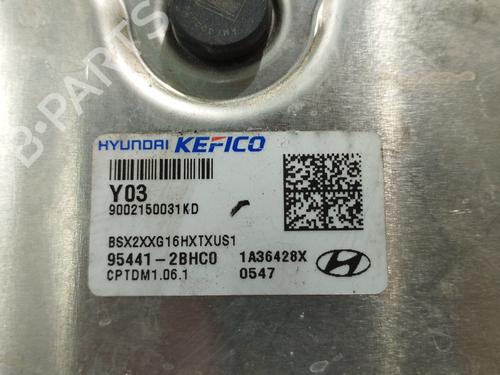 B-PARTS
HYUNDAI KEFICO
Y03
9002150031KD
BSX2XXG16HXTXUS1
95441-2BHC0 1A36428X
CPTDM1.06.1 0547